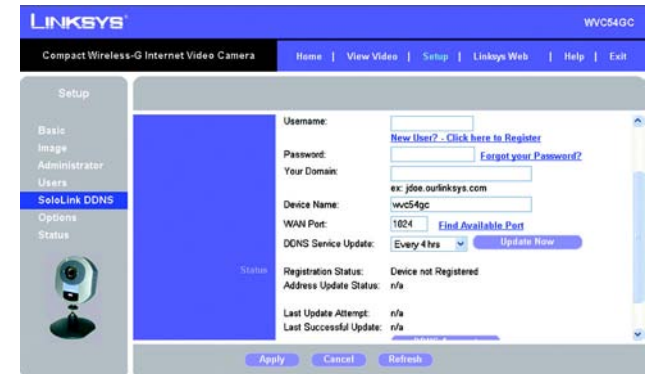 LINKSYS
WVC54GC
Compact Wireless-G Internet Video Camera
Home | View Video | Setup | Linksys Web | Help | Exit
Setup
Basic
Image
Administrator
Users
SoloLink DDNS
Options
Status
Username:
New User? - Click here to Register
Password:
Forgot your Password?
Your Domain:
ex: jdoe.ourlinksys.com
Device Name: wvc54gc
WAN Port: 1024 Find Available Port
DDNS Service Update: Every 4 hrs Update Now
Status
Registration Status: Device not Registered
Address Update Status: n/a
Last Update Attempt: n/a
Last Successful Update: n/a
Apply Cancel Refresh